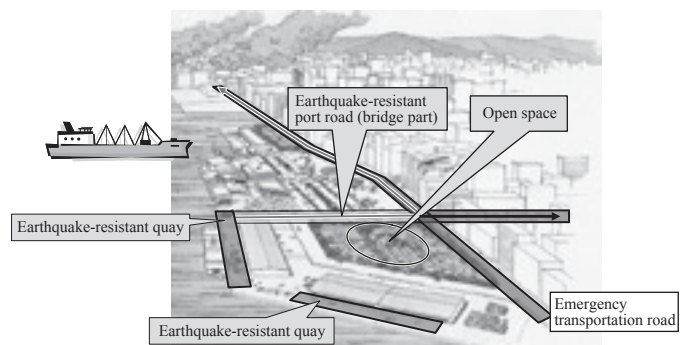 Earthquake-resistant
port road (bridge part)
Open space
Earthquake-resistant quay
Emergency
transportation road
Earthquake-resistant quay